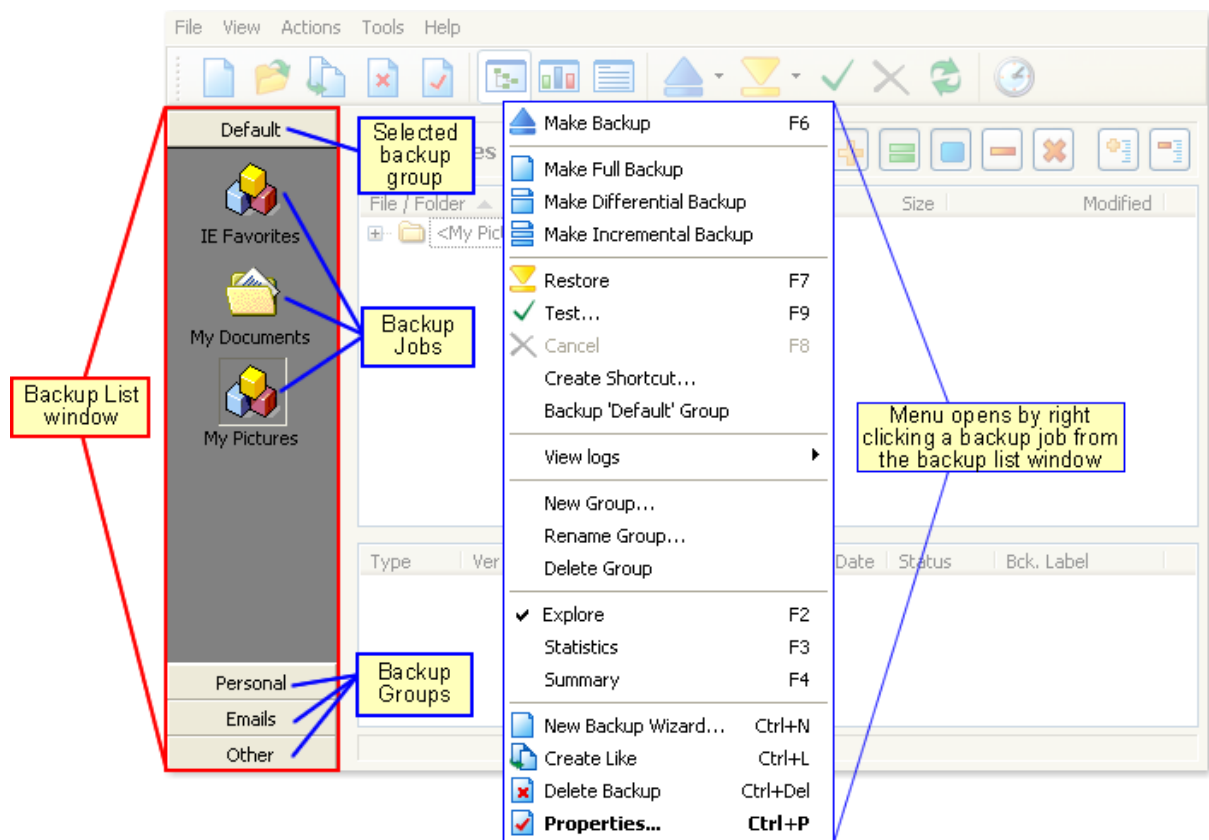 File View Actions Tools Help
Default
IE Favorites
My Documents
My Pictures
Personal
Emails
Other
Backup List
window
Selected
backup
group
Backup
Jobs
Backup
Groups
File / Folder
Size
Modified
<My Pic
Type
Ver
Date
Status
Bck. Label
Make Backup F6
Make Full Backup
Make Differential Backup
Make Incremental Backup
Restore F7
Test... F9
Cancel F8
Create Shortcut...
Backup 'Default' Group
View logs
New Group...
Rename Group...
Delete Group
Explore F2
Statistics F3
Summary F4
New Backup Wizard... Ctrl+N
Create Like Ctrl+L
Delete Backup Ctrl+Del
Properties... Ctrl+P
Menu opens by right
clicking a backup job from
the backup list window